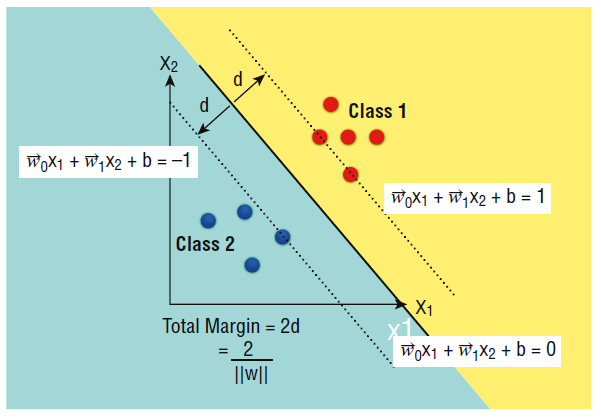 X₂
d
d
Class 1
w⃗₀x₁ + w⃗₁x₂ + b = –1
w⃗₀x₁ + w⃗₁x₂ + b = 1
Class 2
X₁
x1
Total Margin = 2d
= 2
||w||
w⃗₀x₁ + w⃗₁x₂ + b = 0